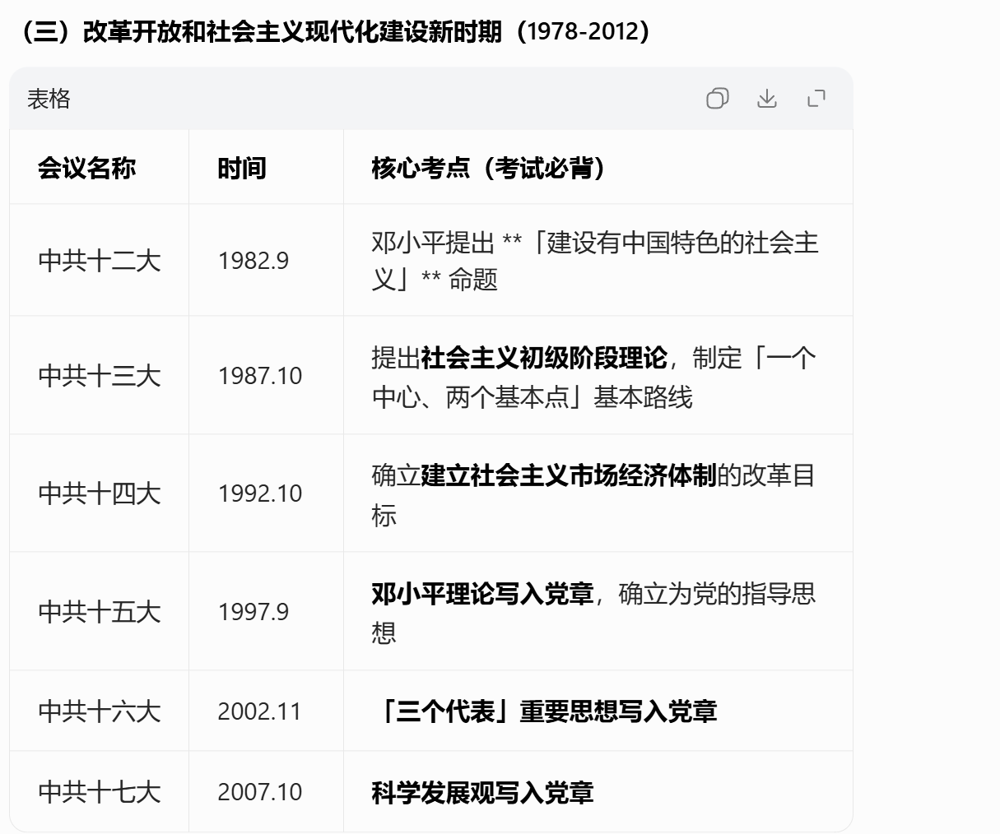 （三）改革开放和社会主义现代化建设新时期（1978-2012）
表格
会议名称 时间 核心考点（考试必背）
中共十二大 1982.9 邓小平提出 **「建设有中国特色的社会主
义」** 命题
中共十三大 1987.10 提出社会主义初级阶段理论，制定「一个
中心、两个基本点」基本路线
中共十四大 1992.10 确立建立社会主义市场经济体制的改革目
标
中共十五大 1997.9 邓小平理论写入党章，确立为党的指导思
想
中共十六大 2002.11 「三个代表」重要思想写入党章
中共十七大 2007.10 科学发展观写入党章